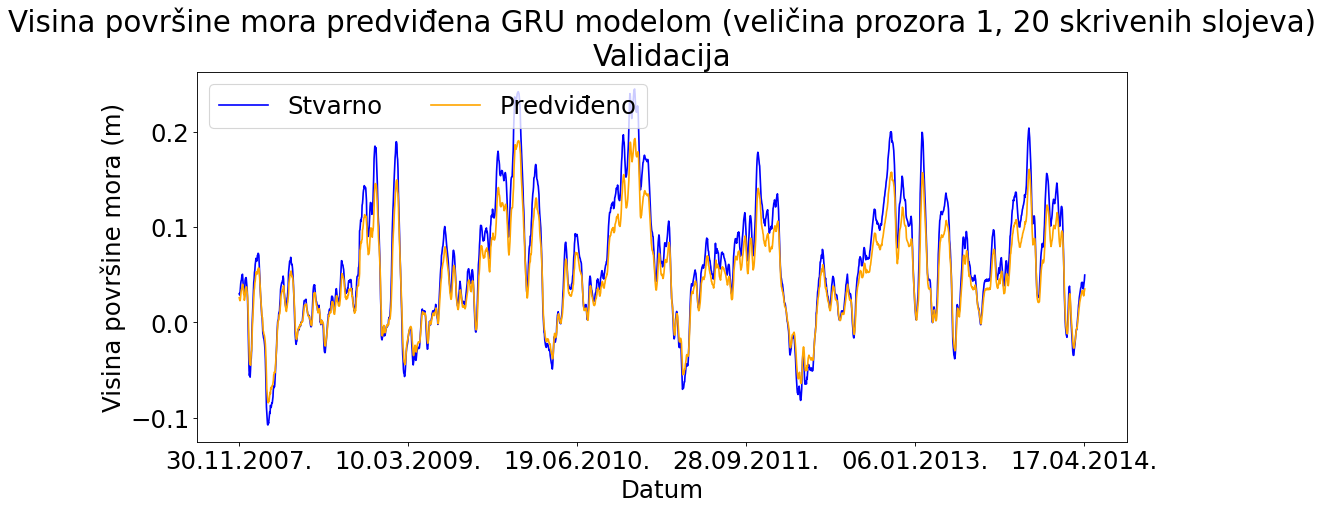 Visina površine mora predviđena GRU modelom (veličina prozora 1, 20 skrivenih slojeva)
Validacija
Stvarno Predviđeno
Visina površine mora (m)
0.2
0.1
0.0
−0.1
30.11.2007. 10.03.2009. 19.06.2010. 28.09.2011. 06.01.2013. 17.04.2014.
Datum